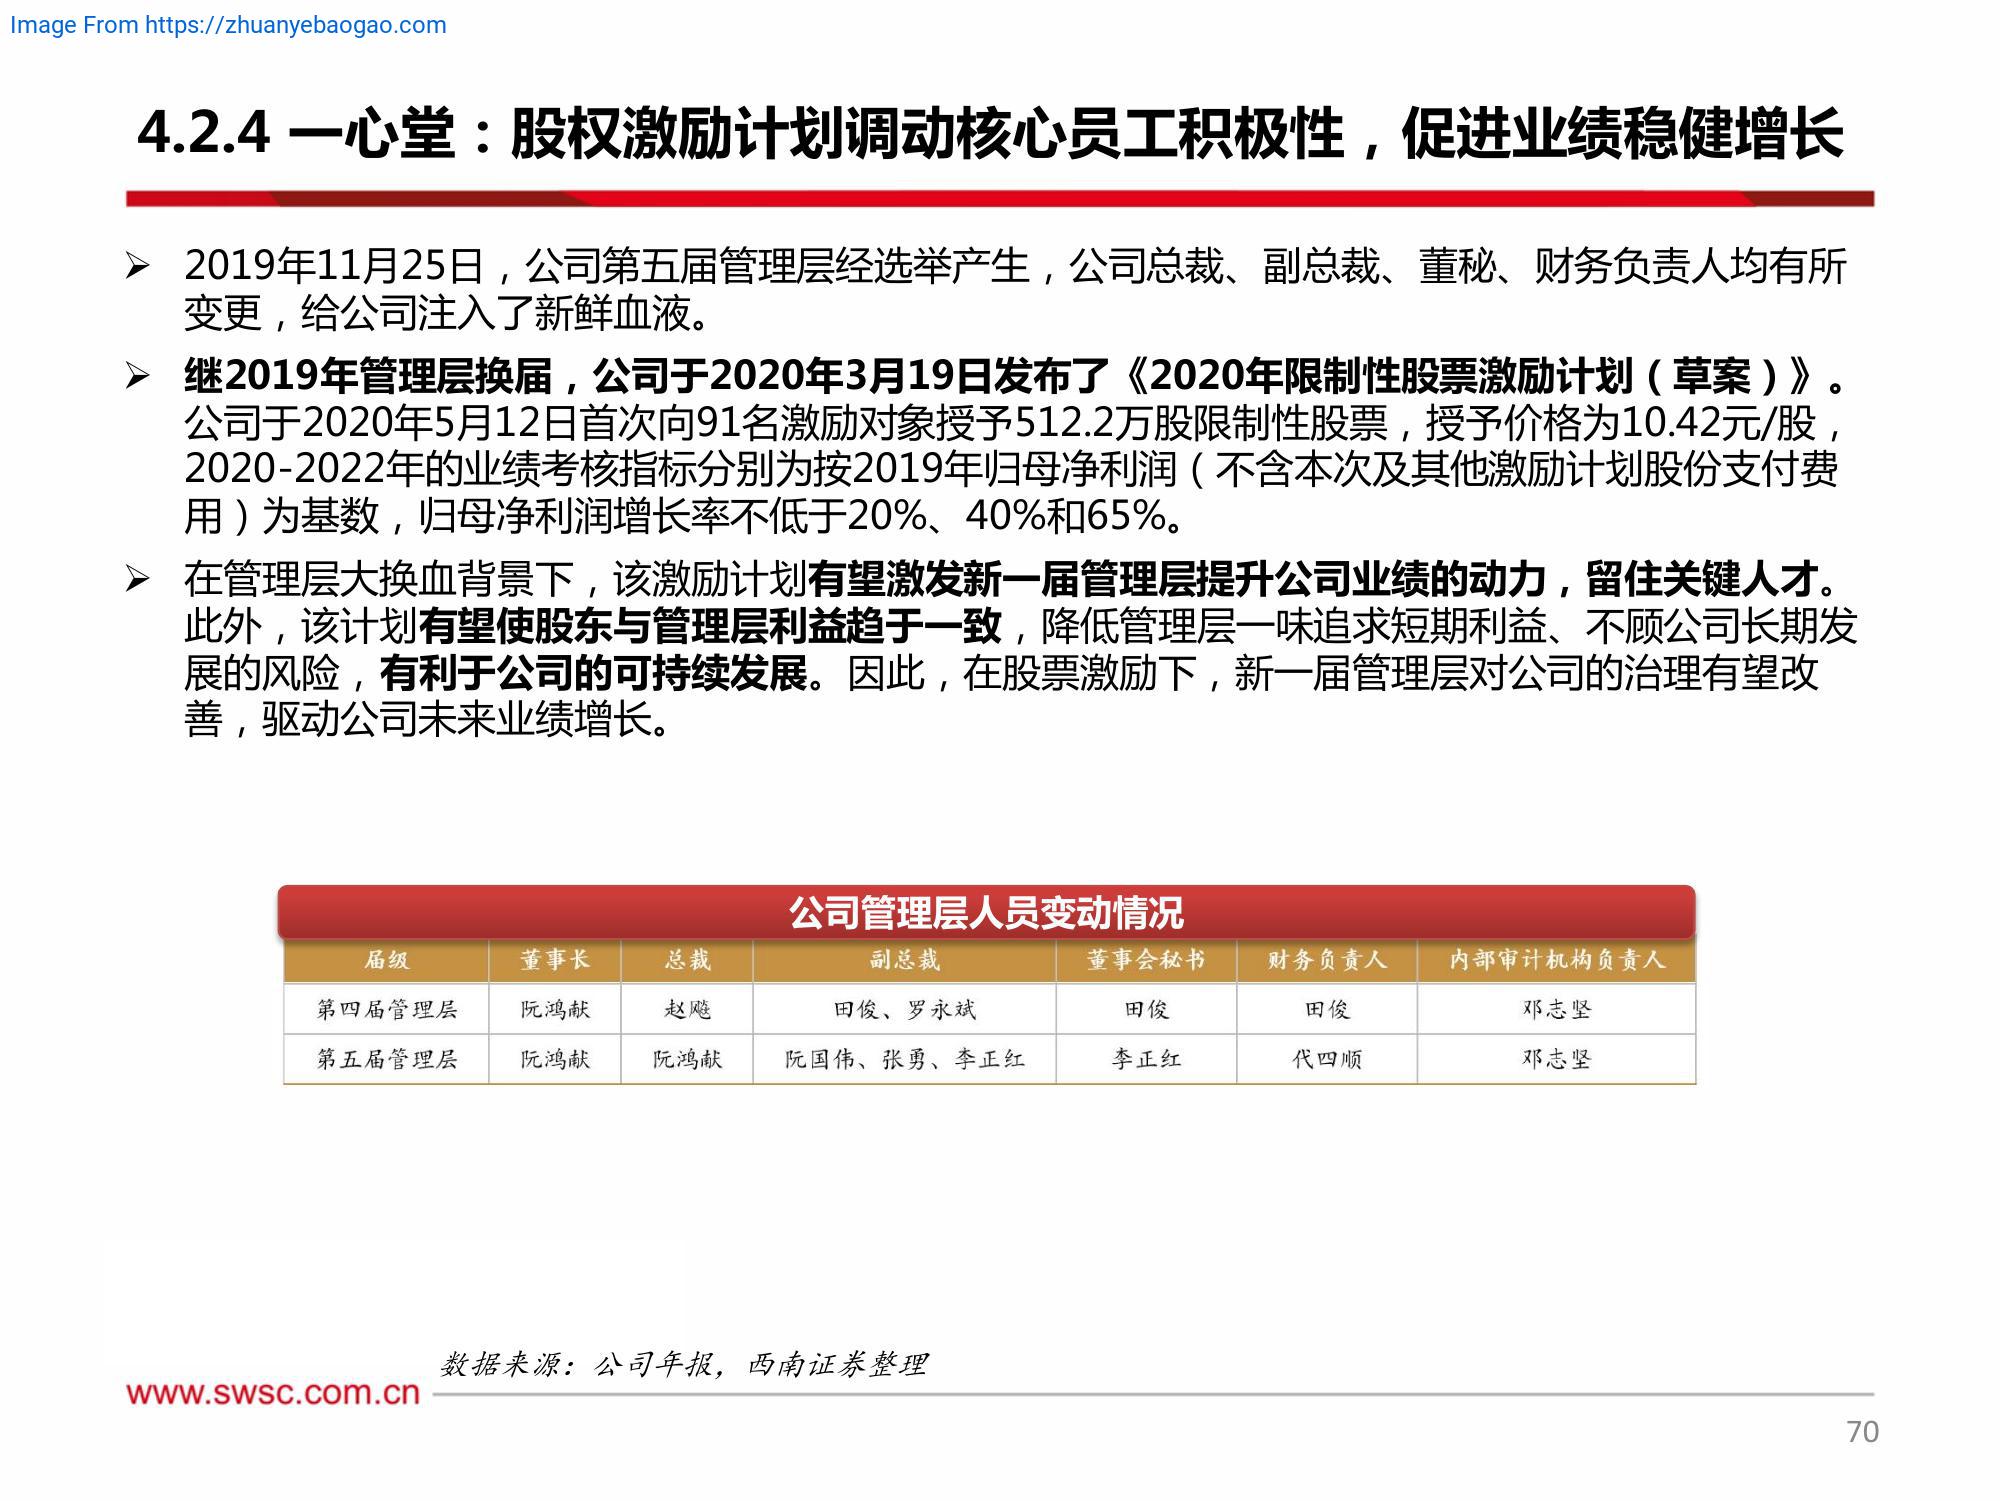 Image From https://zhuanyebaogao.com
4.2.4 一心堂：股权激励计划调动核心员工积极性，促进业绩稳健增长
➢ 2019年11月25日，公司第五届管理层经选举产生，公司总裁、副总裁、董秘、财务负责人均有所
变更，给公司注入了新鲜血液。
➢ 继2019年管理层换届，公司于2020年3月19日发布了《2020年限制性股票激励计划（草案）》。
公司于2020年5月12日首次向91名激励对象授予512.2万股限制性股票，授予价格为10.42元/股，
2020-2022年的业绩考核指标分别为按2019年归母净利润（不含本次及其他激励计划股份支付费
用）为基数，归母净利润增长率不低于20%、40%和65%。
➢ 在管理层大换血背景下，该激励计划有望激发新一届管理层提升公司业绩的动力，留住关键人才。
此外，该计划有望使股东与管理层利益趋于一致，降低管理层一味追求短期利益、不顾公司长期发
展的风险，有利于公司的可持续发展。因此，在股票激励下，新一届管理层对公司的治理有望改
善，驱动公司未来业绩增长。
公司管理层人员变动情况
届级 董事长 总裁 副总裁 董事会秘书 财务负责人 内部审计机构负责人
第四届管理层 阮鸿献 赵飚 田俊、罗永斌 田俊 田俊 邓志坚
第五届管理层 阮鸿献 阮鸿献 阮国伟、张勇、李正红 李正红 代四顺 邓志坚
数据来源：公司年报，西南证券整理
www.swsc.com.cn
70